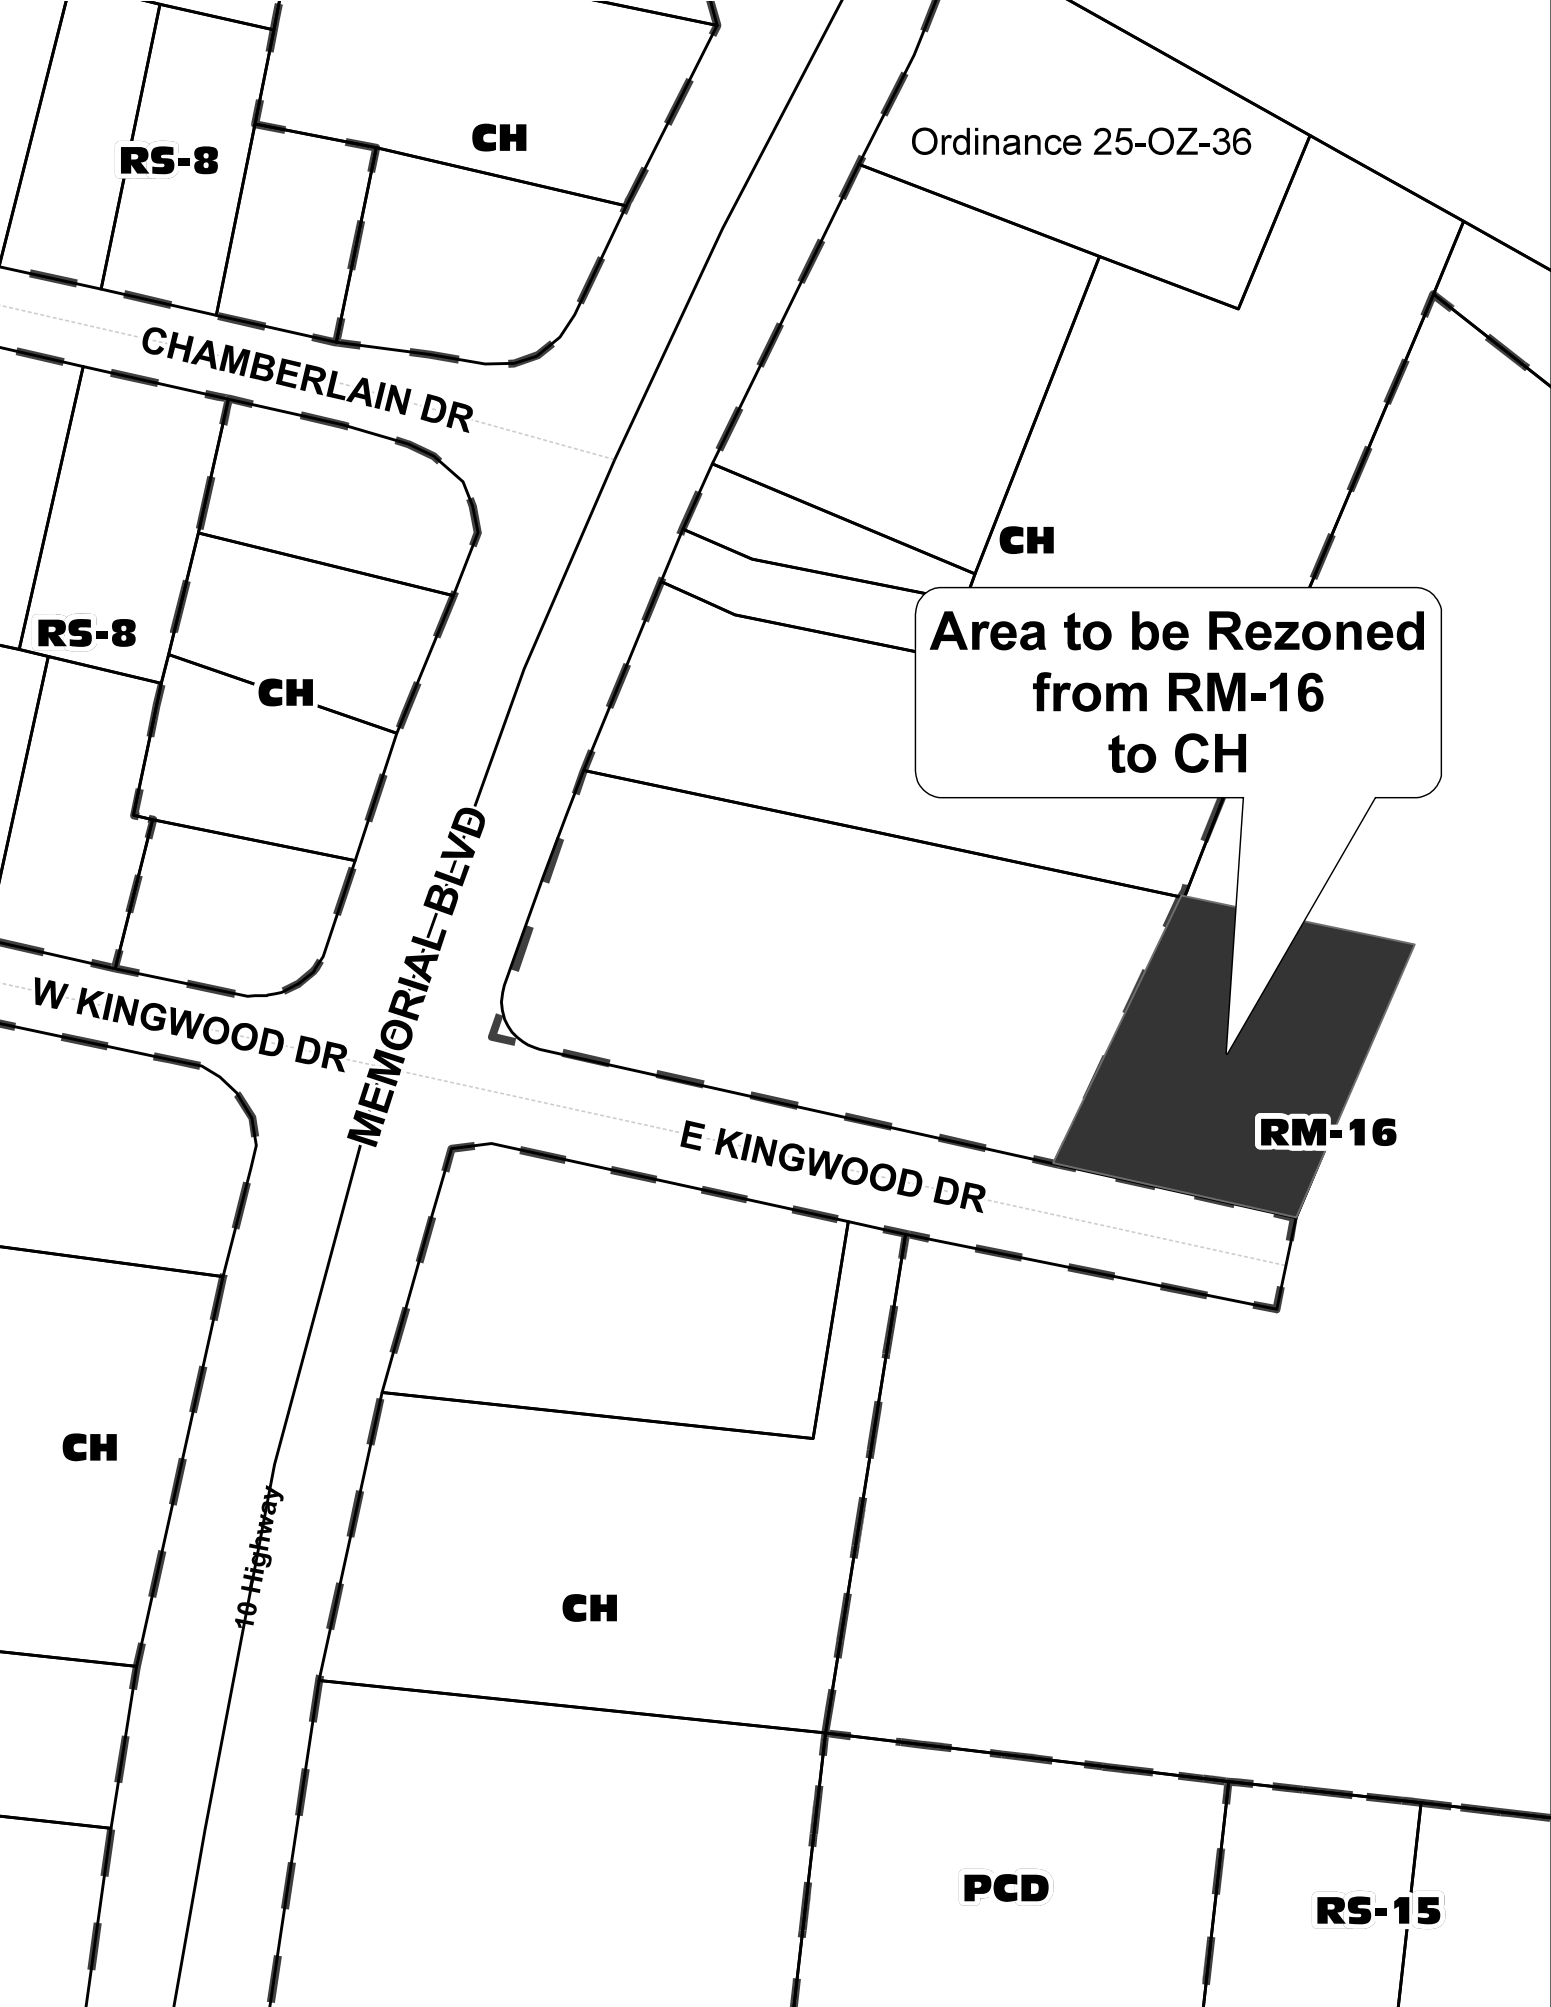 Ordinance 25-OZ-36
CH
RS-8
CHAMBERLAIN DR
CH
Area to be Rezoned
from RM-16
to CH
RS-8
CH
MEMORIAL BLVD
W KINGWOOD DR
E KINGWOOD DR
RM-16
CH
10 Highway
CH
PCD
RS-15